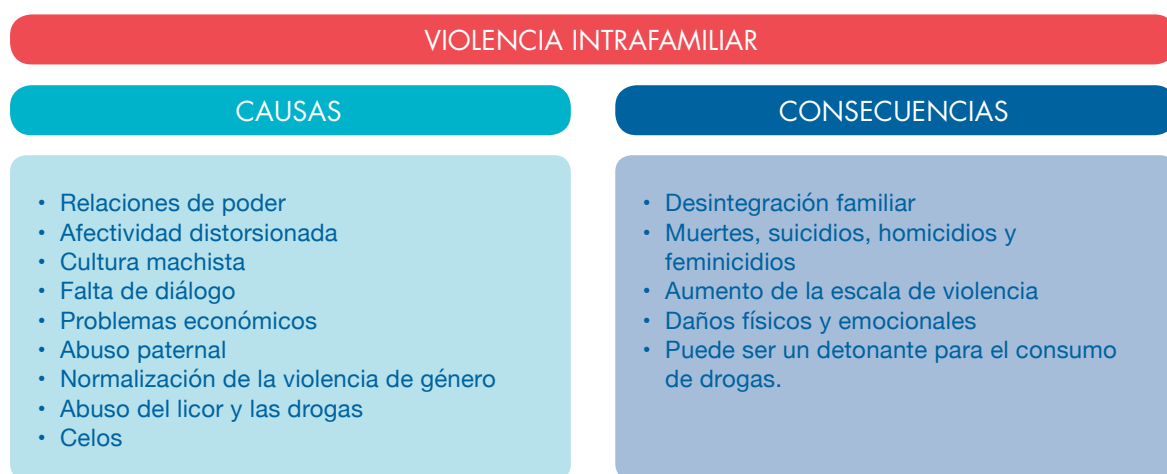 VIOLENCIA INTRAFAMILIAR
CAUSAS
• Relaciones de poder
• Afectividad distorsionada
• Cultura machista
• Falta de diálogo
• Problemas económicos
• Abuso paternal
• Normalización de la violencia de género
• Abuso del licor y las drogas
• Celos
CONSECUENCIAS
• Desintegración familiar
• Muertes, suicidios, homicidios y
feminicidios
• Aumento de la escala de violencia
• Daños físicos y emocionales
• Puede ser un detonante para el consumo
de drogas.